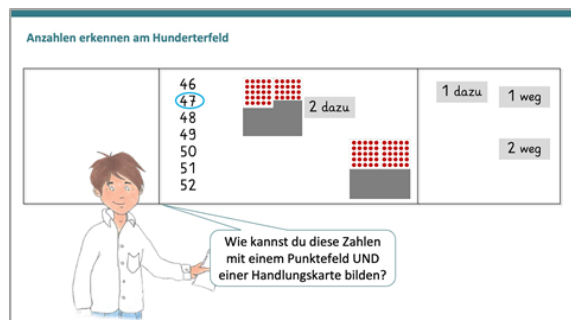 Anzahlen erkennen am Hunderterfeld
46
47
48
49
50
51
52
2 dazu
1 dazu
1 weg
2 weg
Wie kannst du diese Zahlen
mit einem Punktefeld UND
einer Handlungskarte bilden?